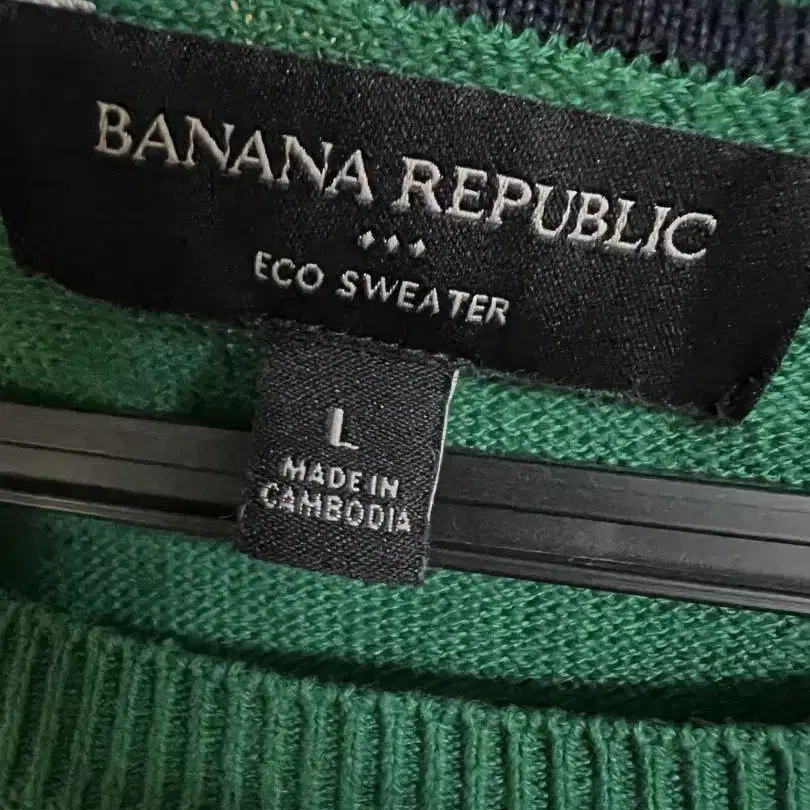 BANANA REPUBLIC
ECO SWEATER
L
MADE IN
CAMBODIA